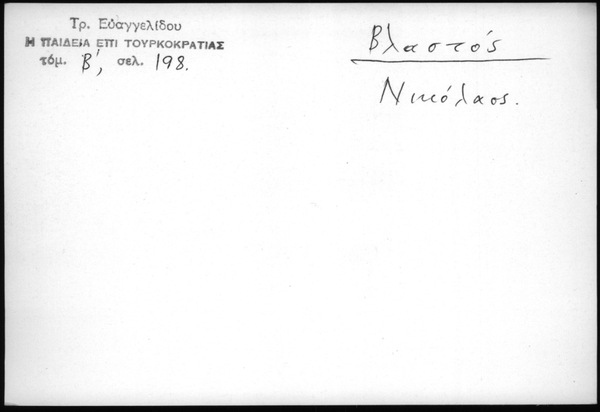 Τρ. Εὐαγγελίδου
Η ΠΑΙΔΕΙΑ ΕΠΙ ΤΟΥΡΚΟΚΡΑΤΙΑΣ
τόμ. Β', σελ. 198.
Βλαστός
Νικόλαος.